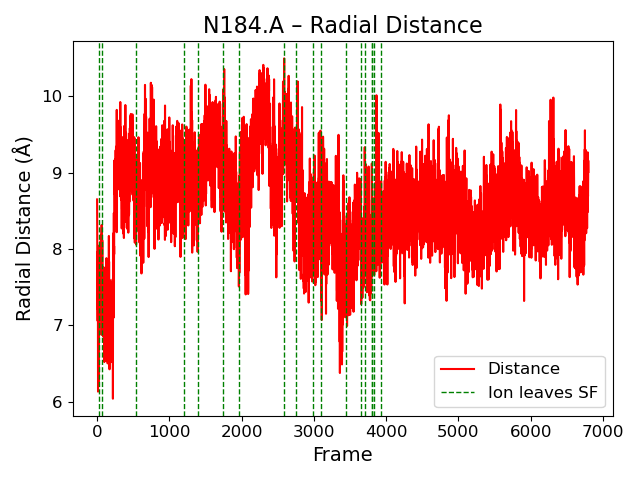 N184.A – Radial Distance
Radial Distance (Å)
10
9
8
7
6
Distance
Ion leaves SF
0 1000 2000 3000 4000 5000 6000 7000
Frame